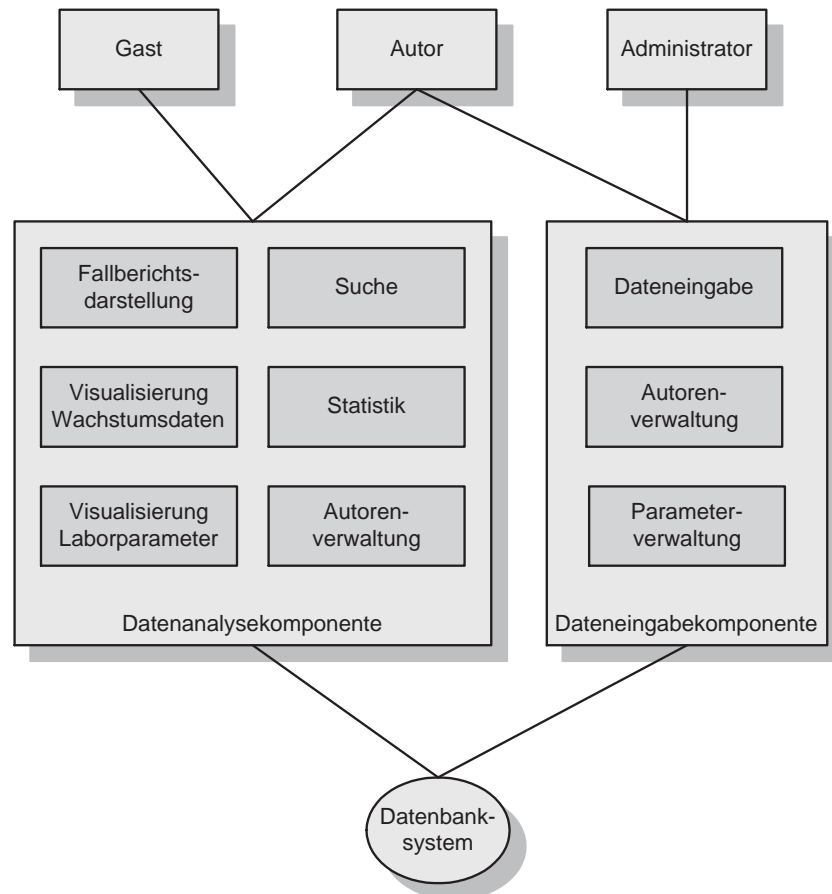 Gast
Autor
Administrator
Fallberichts-
darstellung
Suche
Dateneingabe
Visualisierung
Wachstumsdaten
Statistik
Autoren-
verwaltung
Visualisierung
Laborparameter
Autoren-
verwaltung
Parameter-
verwaltung
Datenanalysekomponente
Dateneingabekomponente
Datenbank-
system